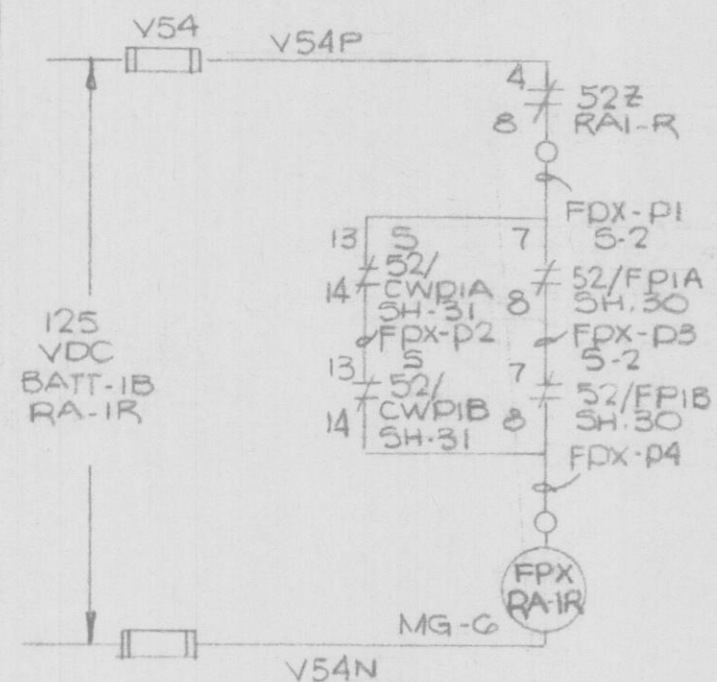 V54
V54P
4
8
52Z
RA1-R
FPX-P1
S-2
13
S
52/
14
CWP1A
SH-31
FPX-P2
7
8
52/FP1A
SH.30
FPX-P3
S-2
13
S
52/
14
CWP1B
SH-31
7
8
52/FP1B
SH.30
FPX-P4
125
VDC
BATT-1B
RA-1R
FPX
RA-1R
MG-6
V54N